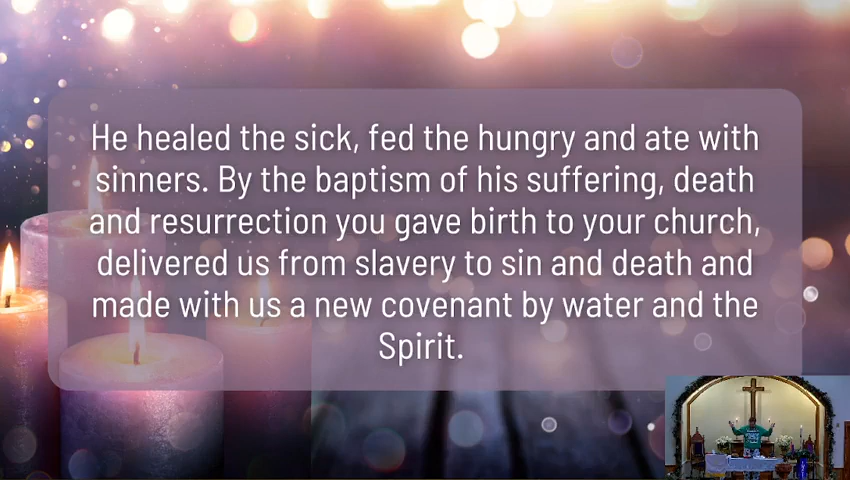 He healed the sick, fed the hungry and ate with
sinners. By the baptism of his suffering, death
and resurrection you gave birth to your church,
delivered us from slavery to sin and death and
made with us a new covenant by water and the
Spirit.